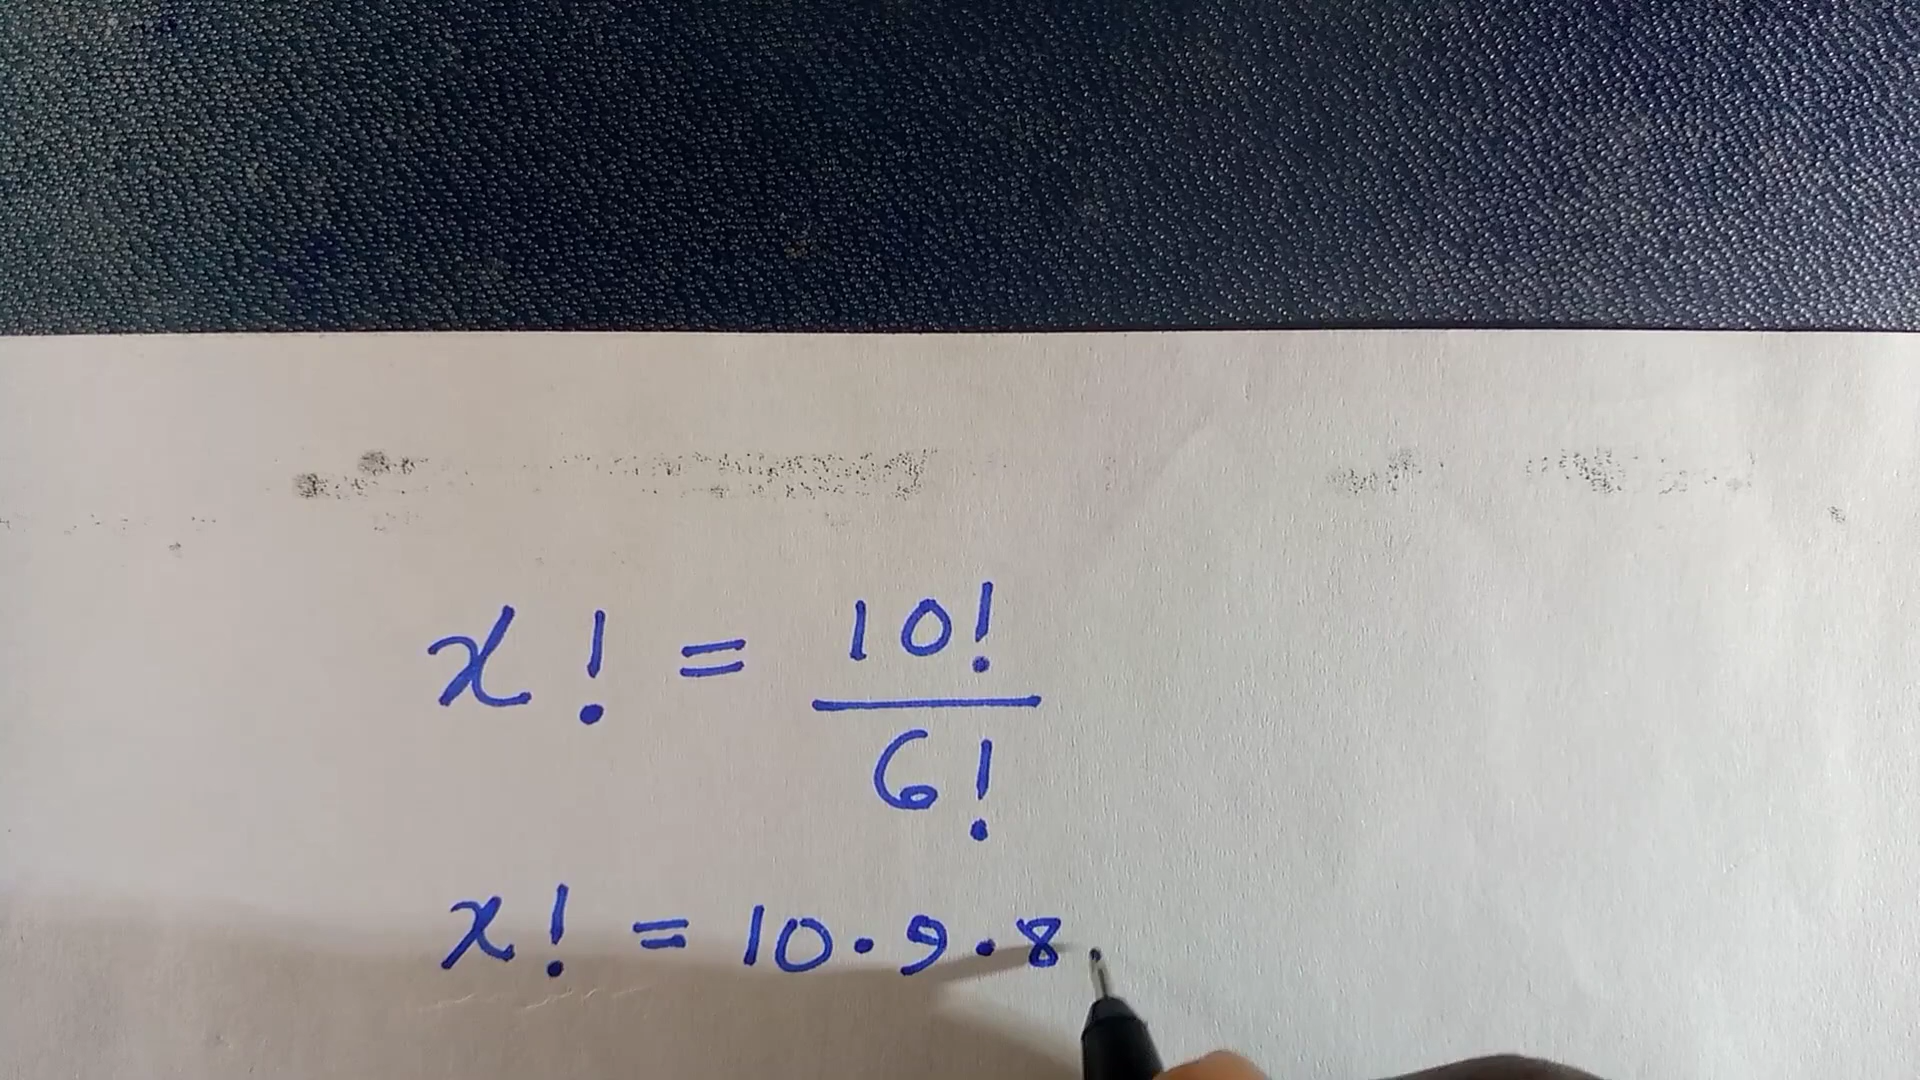 x! = 10!/6!
x! = 10·9·8·